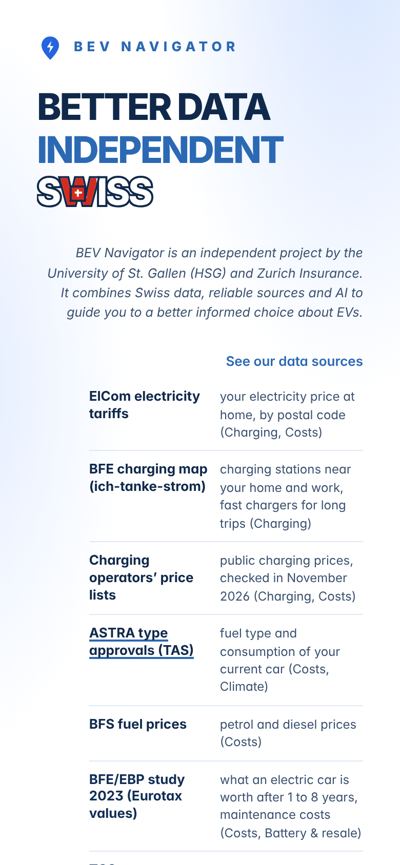 BEV NAVIGATOR
BETTER DATA
INDEPENDENT
SWISS
BEV Navigator is an independent project by the
University of St. Gallen (HSG) and Zurich Insurance.
It combines Swiss data, reliable sources and AI to
guide you to a better informed choice about EVs.
See our data sources
ElCom electricity
tariffs
your electricity price at
home, by postal code
(Charging, Costs)
BFE charging map
(ich-tanke-strom)
charging stations near
your home and work,
fast chargers for long
trips (Charging)
Charging
operators’ price
lists
public charging prices,
checked in November
2026 (Charging, Costs)
ASTRA type
approvals (TAS)
fuel type and
consumption of your
current car (Costs,
Climate)
BFS fuel prices
petrol and diesel prices
(Costs)
BFE/EBP study
2023 (Eurotax
values)
what an electric car is
worth after 1 to 8 years,
maintenance costs
(Costs, Battery & resale)